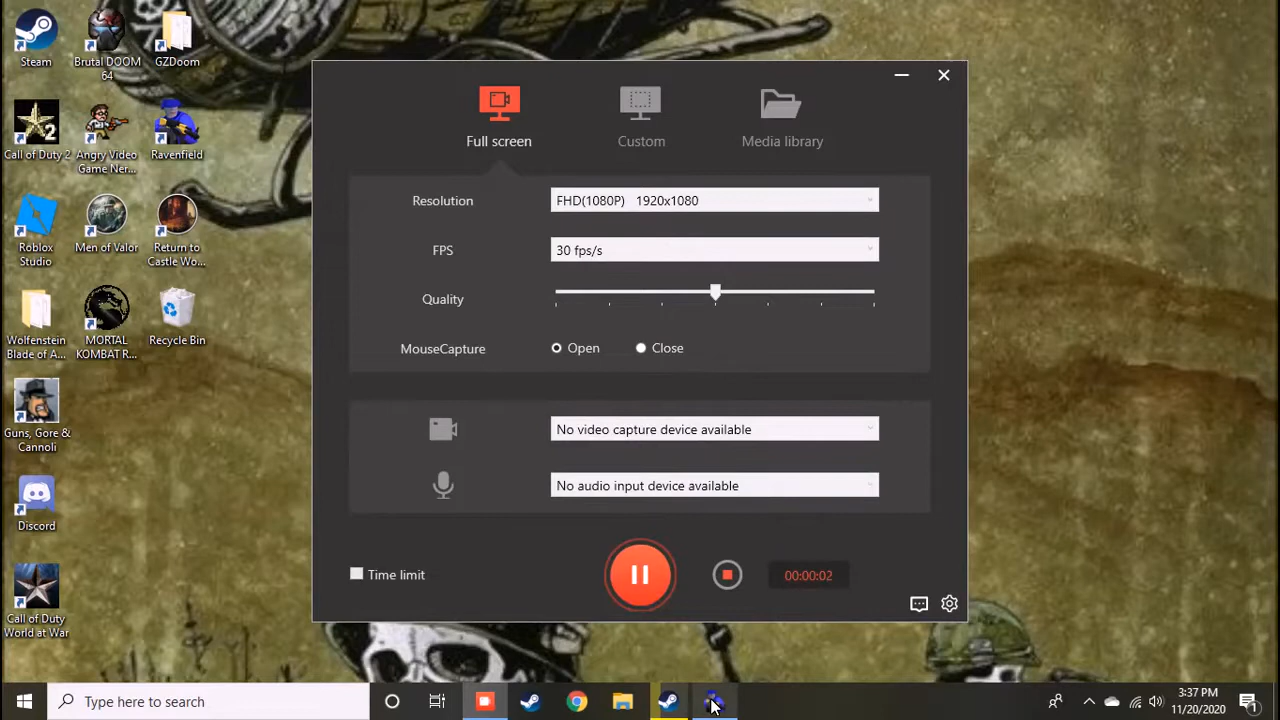 Steam
Brutal DOOM
64
GZDoom
Call of Duty 2
Angry Video
Game Ner...
Ravenfield
Roblox
Studio
Men of Valor
Return to
Castle Wo...
Wolfenstein
Blade of A...
MORTAL
KOMBAT R...
Recycle Bin
Guns, Gore &
Cannoli
Discord
Call of Duty
World at War
Full screen
Custom
Media library
Resolution
FHD(1080P) 1920x1080
FPS
30 fps/s
Quality
MouseCapture
Open
Close
No video capture device available
No audio input device available
Time limit
00:00:02
Type here to search
3:37 PM
11/20/2020
1